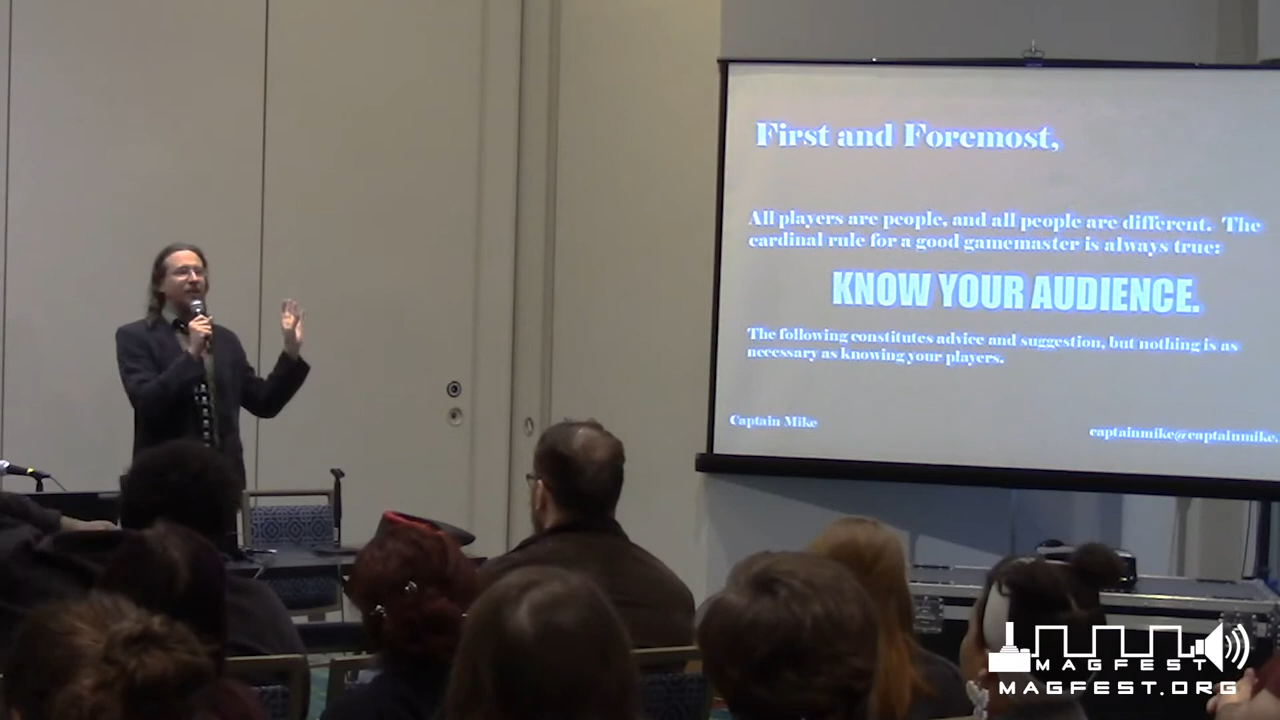 First and Foremost,
All players are people, and all people are different. The
cardinal rule for a good gamemaster is always true:
KNOW YOUR AUDIENCE.
The following constitutes advice and suggestion, but nothing is as
necessary as knowing your players.
Captain Mike
captainmike@captainmike.
MAGFEST
MAGFEST.ORG